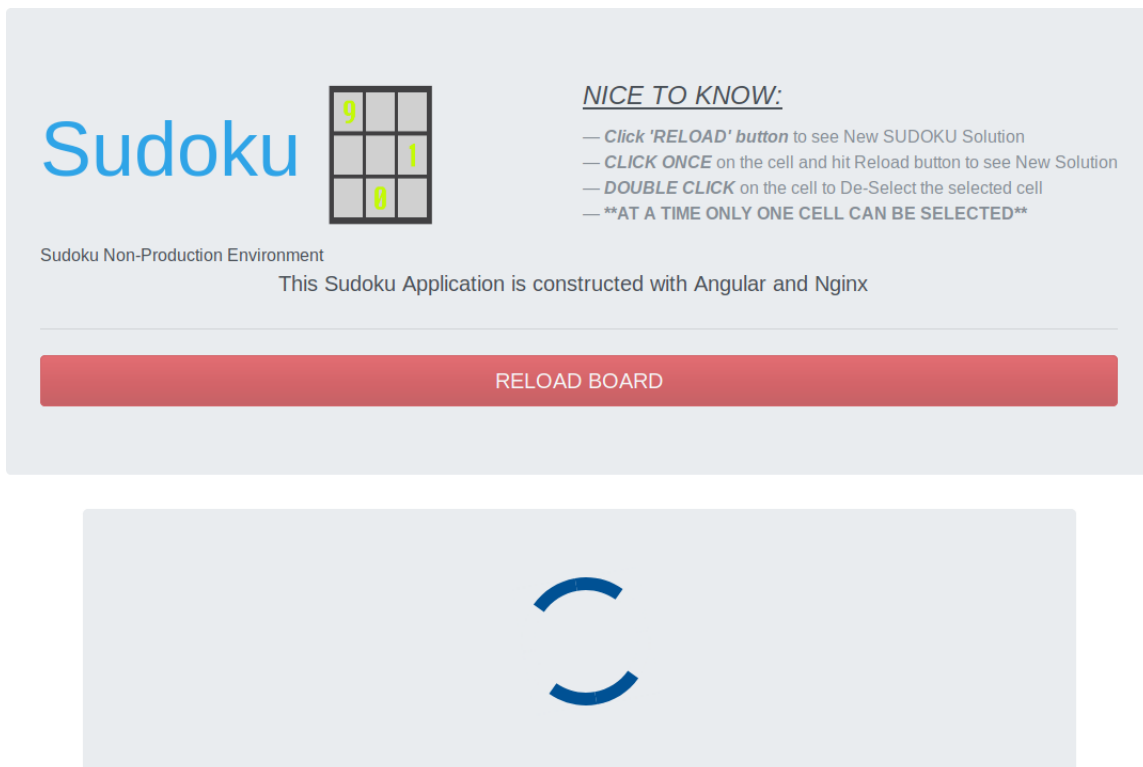 Sudoku
9
1
8
NICE TO KNOW:
— Click 'RELOAD' button to see New SUDOKU Solution
— CLICK ONCE on the cell and hit Reload button to see New Solution
— DOUBLE CLICK on the cell to De-Select the selected cell
— **AT A TIME ONLY ONE CELL CAN BE SELECTED**
Sudoku Non-Production Environment
This Sudoku Application is constructed with Angular and Nginx
RELOAD BOARD